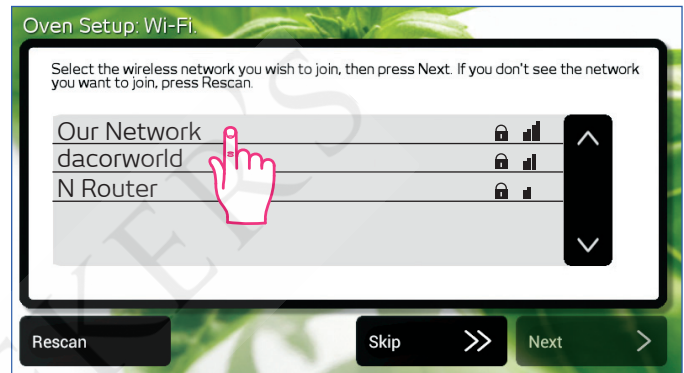 Oven Setup: Wi-Fi.
Select the wireless network you wish to join, then press Next. If you don't see the network
you want to join, press Rescan.
Our Network
dacorworld
N Router
Rescan
Skip
Next